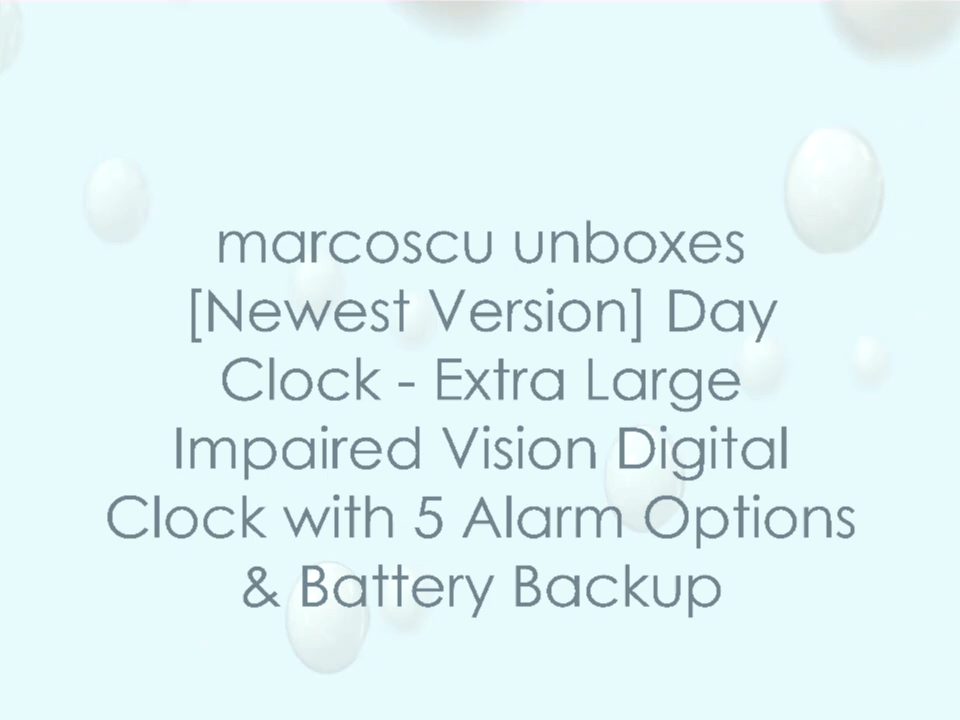 marcoscu unboxes
[Newest Version] Day
Clock - Extra Large
Impaired Vision Digital
Clock with 5 Alarm Options
& Battery Backup